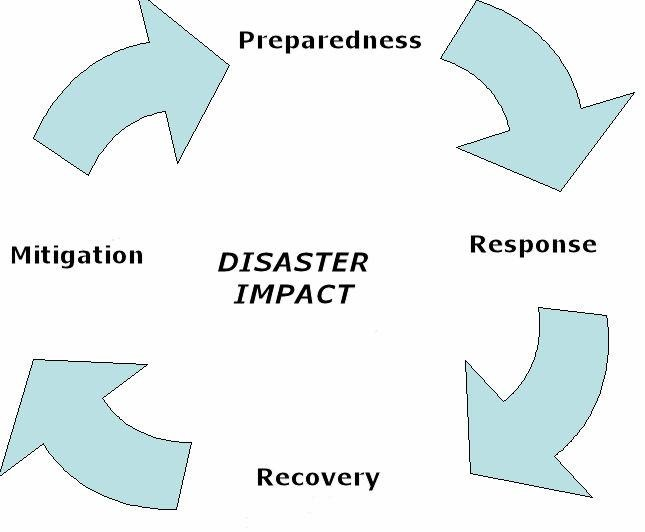 Preparedness
Response
Mitigation
DISASTER
IMPACT
Recovery